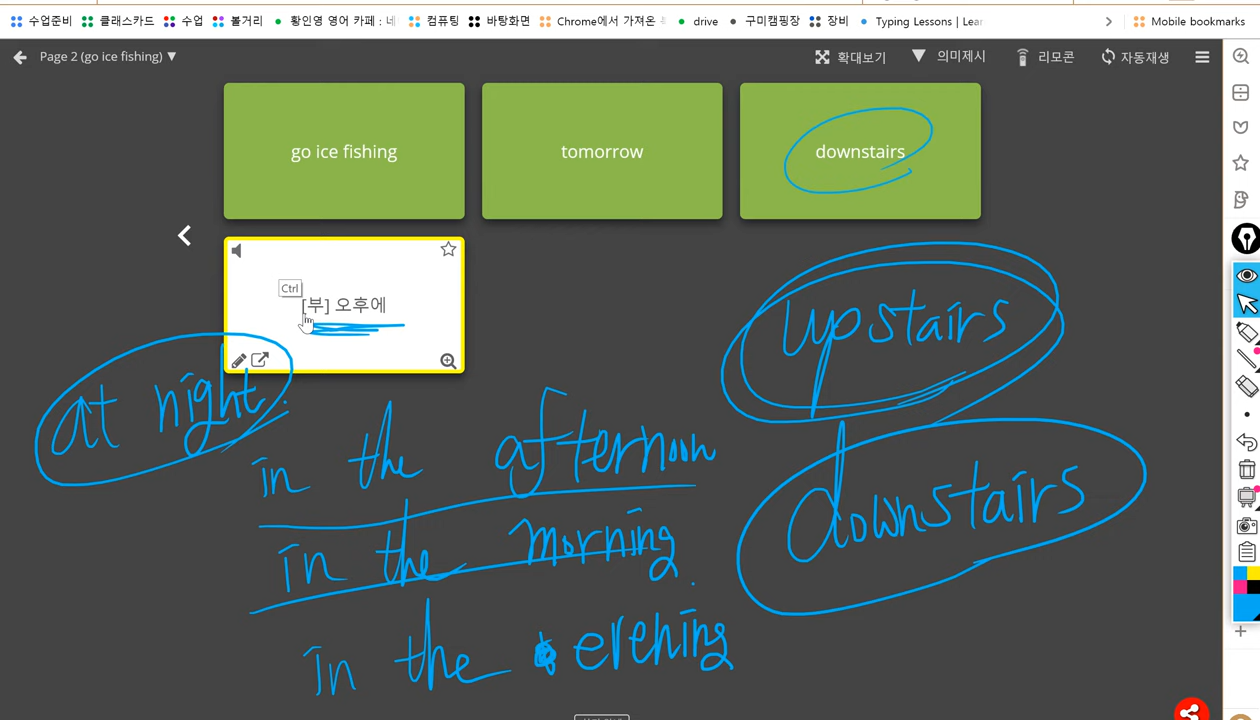 수업준비 클래스카드 수업 볼거리 황인영 영어 카페 : 네 컴퓨팅 바탕화면 Chrome에서 가져온 drive 구미캠핑장 장비 Typing Lessons | Lear Mobile bookmarks
Page 2 (go ice fishing) ▼ 확대보기 ▼ 의미제시 리모콘 자동재생
go ice fishing tomorrow downstairs
Ctrl
[부] 오후에
upstairs
at night.
in the afternoon
downstairs
in the morning.
in the evening